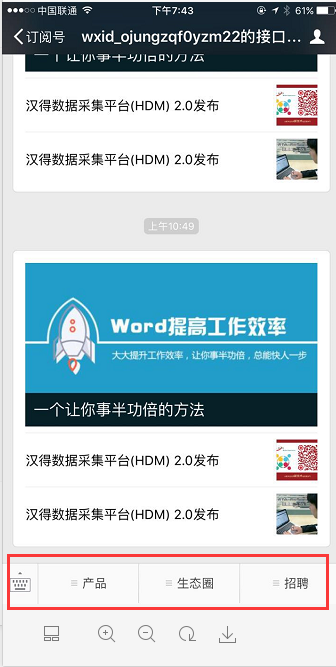 中国联通 下午7:43 61%
订阅号 wxid_ojungzqf0yzm22的接口...
一个让你事半功倍的方法
汉得数据采集平台(HDM) 2.0发布
汉得数据采集平台(HDM) 2.0发布
上午10:49
Word提高工作效率
大大提升工作效率，让你事半功倍，总能快人一步
一个让你事半功倍的方法
汉得数据采集平台(HDM) 2.0发布
汉得数据采集平台(HDM) 2.0发布
产品 生态圈 招聘